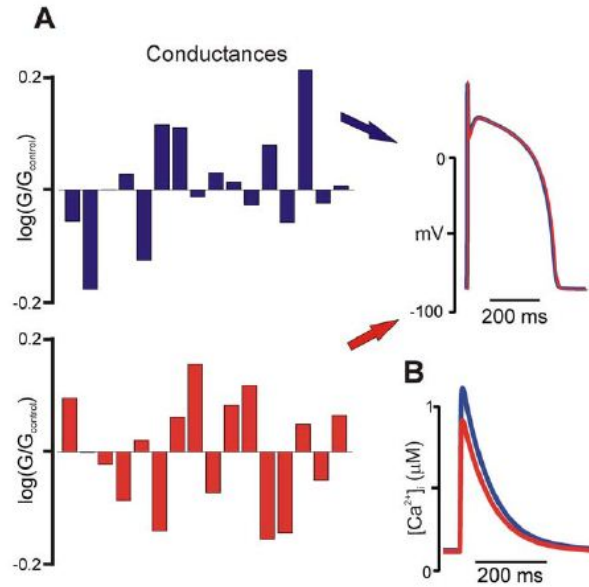 A
Conductances
0.2
log(G/Gcontrol)
-0.2
0
mV
-100
200 ms
0.2
log(G/Gcontrol)
-0.2
B
1
[Ca2+]i (μM)
0
200 ms